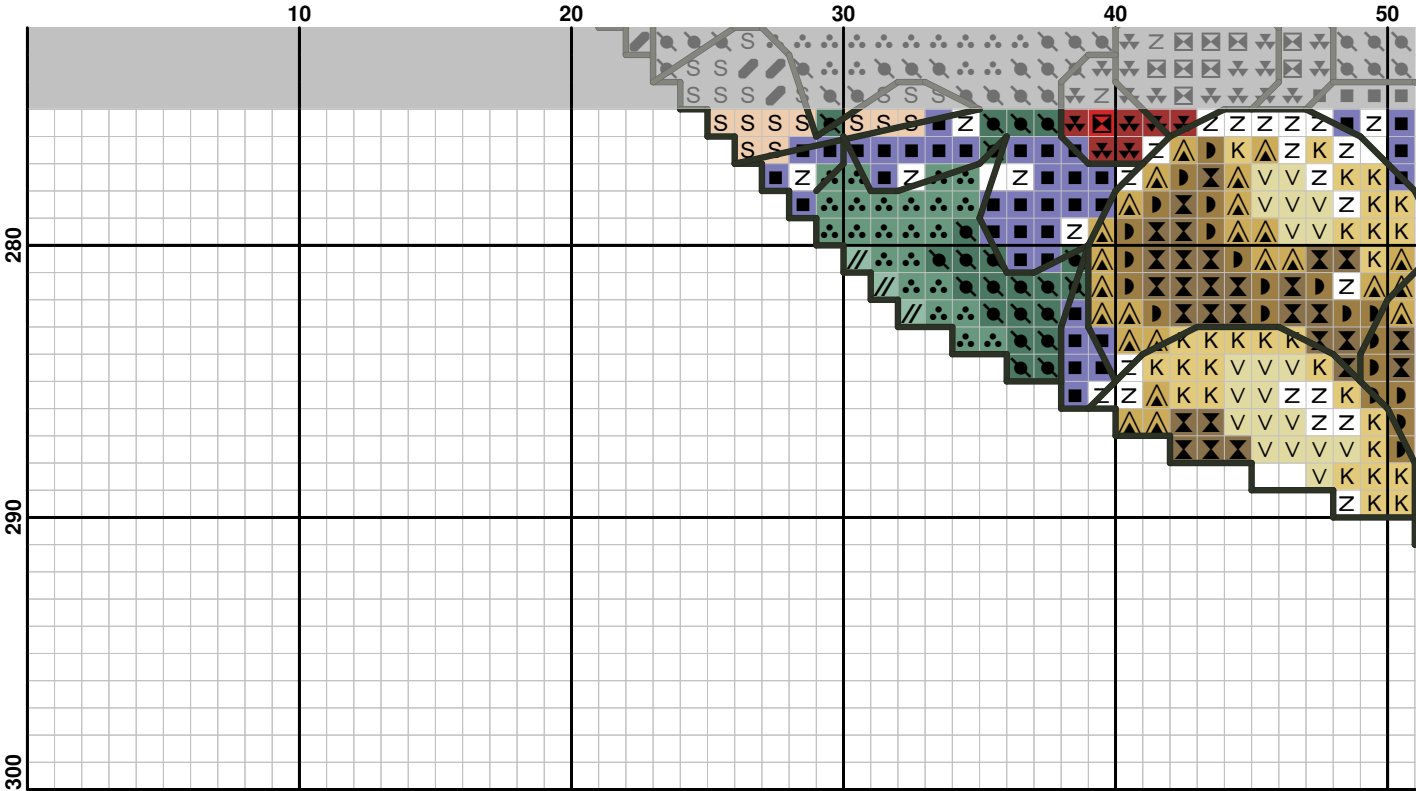 10 20 30 40 50
S Z
S S
S S S S Z
S S S S S S S Z Z Z Z Z Z Z
S S Z K Z K Z
Z Z Z Z V V Z K K
V V V Z K K
Z V V K K K
280
K
Z
K K K K K
Z K K K V V V K
Z Z K K V V Z Z K
V V V Z Z K
V V V V K
V K K K
Z K K
290
300